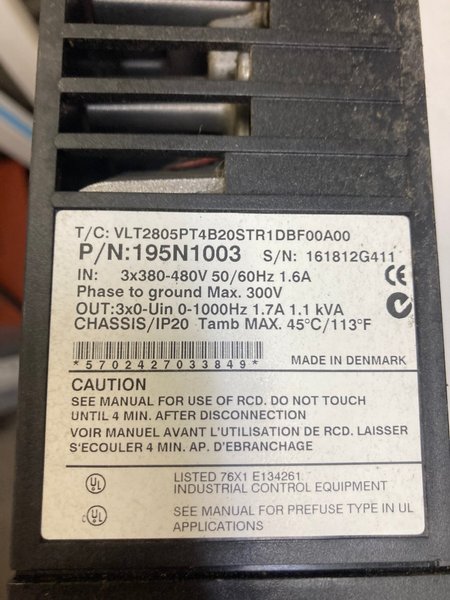 T/C: VLT2805PT4B20STR1DBF00A00
P/N:195N1003 S/N: 161812G411
IN: 3x380-480V 50/60Hz 1.6A
Phase to ground Max. 300V
OUT:3x0-Uin 0-1000Hz 1.7A 1.1 kVA
CHASSIS/IP20 Tamb MAX. 45°C/113°F
*5702427033849* MADE IN DENMARK
CAUTION
SEE MANUAL FOR USE OF RCD. DO NOT TOUCH
UNTIL 4 MIN. AFTER DISCONNECTION
VOIR MANUEL AVANT L'UTILISATION DE RCD. LAISSER
S'ECOULER 4 MIN. AP. D'EBRANCHAGE
UL LISTED 76X1 E134261
INDUSTRIAL CONTROL EQUIPMENT
c UL SEE MANUAL FOR PREFUSE TYPE IN UL
APPLICATIONS